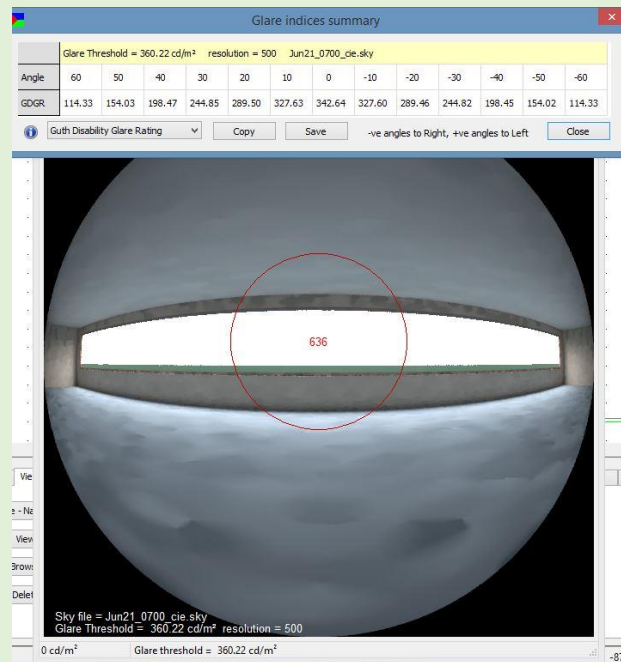 Glare indices summary
Glare Threshold = 360.22 cd/m² resolution = 500 Jun21_0700_cie.sky
Angle 60 50 40 30 20 10 0 -10 -20 -30 -40 -50 -60
GDGR 114.33 154.03 198.47 244.85 289.50 327.63 342.64 327.60 289.46 244.82 198.45 154.02 114.33
Guth Disability Glare Rating Copy Save -ve angles to Right, +ve angles to Left Close
636
Vie
e - Na
View
Brows
Delet
Sky file = Jun21_0700_cie.sky
Glare Threshold = 360.22 cd/m² resolution = 500
0 cd/m² Glare threshold = 360.22 cd/m²